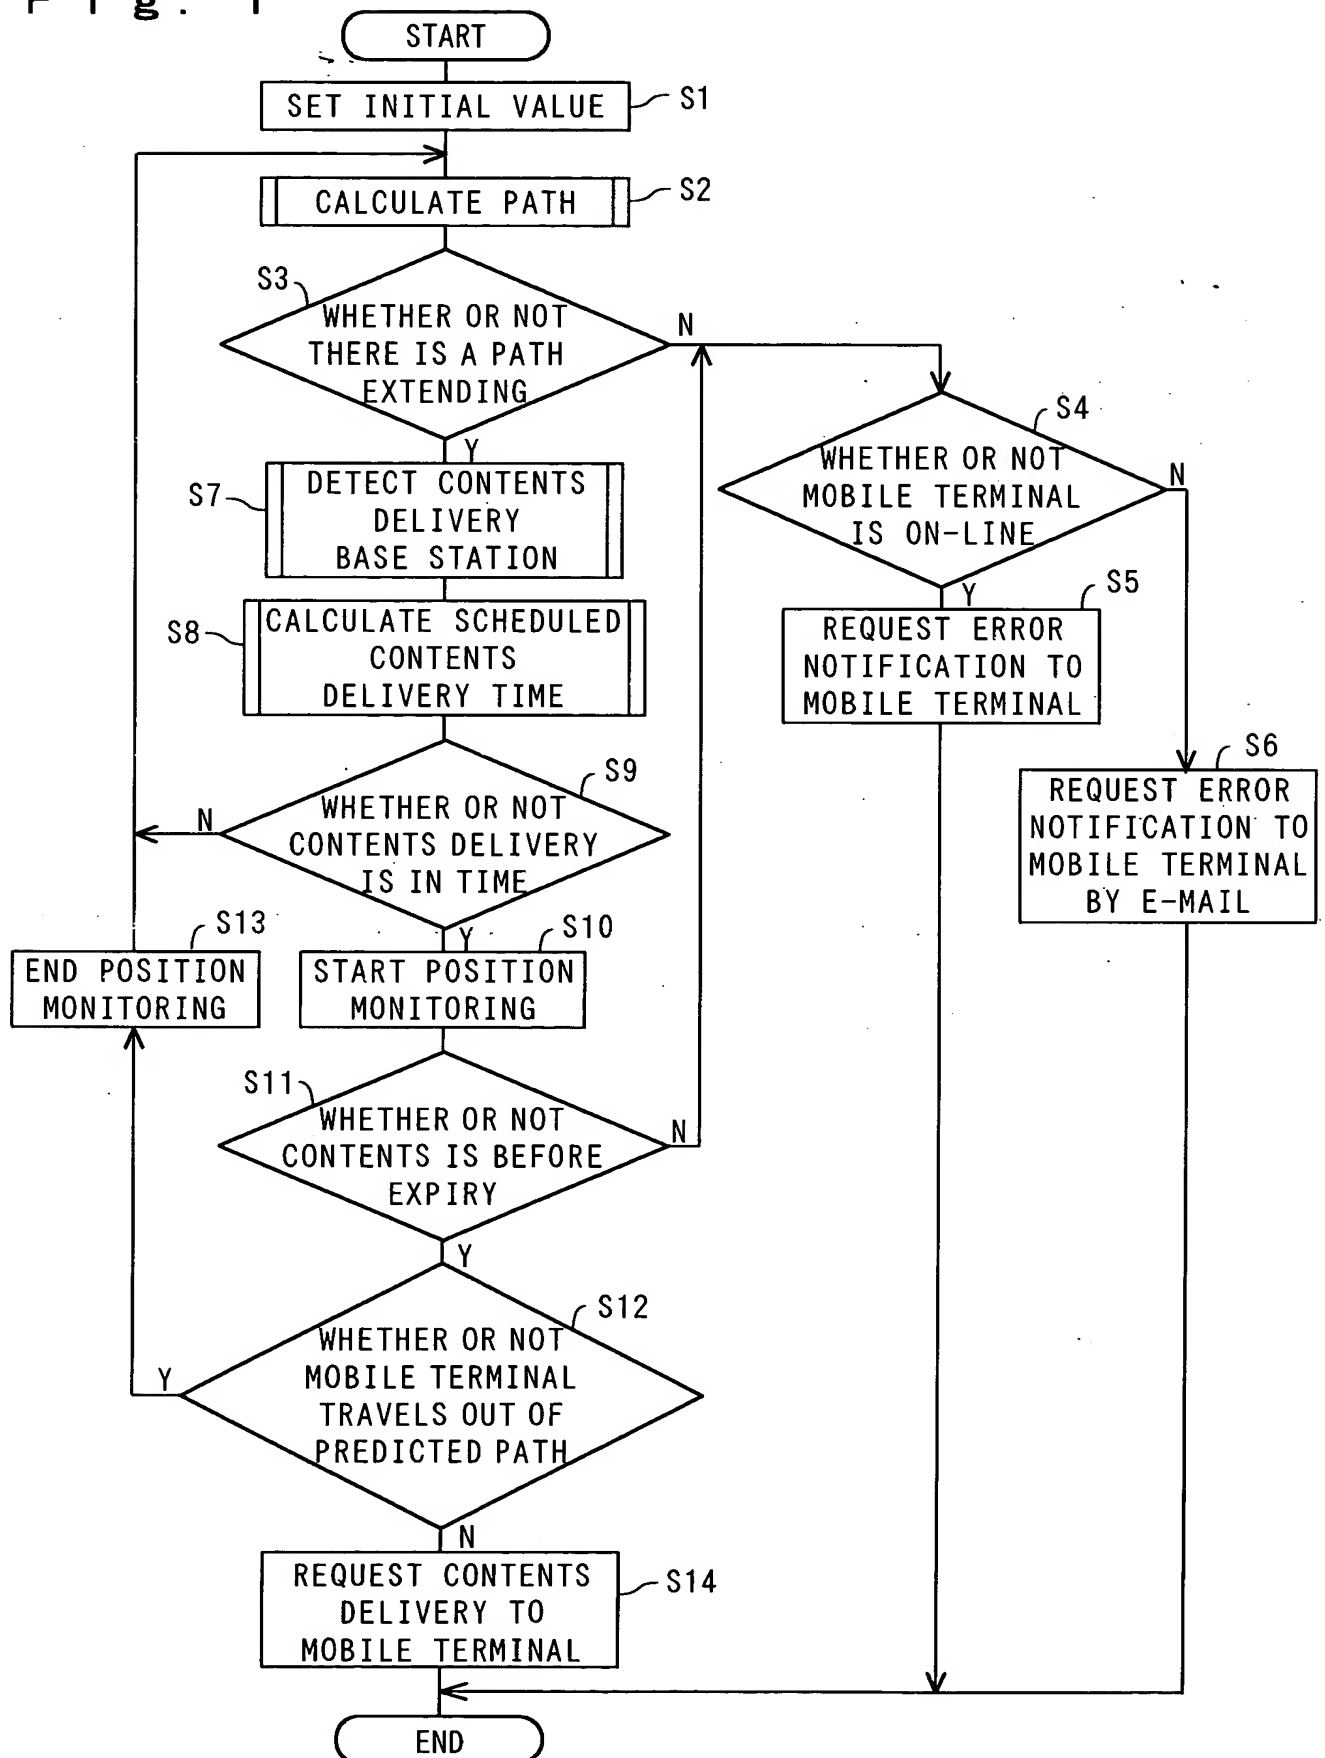 START
SET INITIAL VALUE
S1
CALCULATE PATH
S2
S3
WHETHER OR NOT
THERE IS A PATH
EXTENDING
N
Y
S4
WHETHER OR NOT
MOBILE TERMINAL
IS ON-LINE
N
Y
S7
DETECT CONTENTS
DELIVERY
BASE STATION
S5
REQUEST ERROR
NOTIFICATION TO
MOBILE TERMINAL
S8
CALCULATE SCHEDULED
CONTENTS
DELIVERY TIME
S6
REQUEST ERROR
NOTIFICATION TO
MOBILE TERMINAL
BY E-MAIL
S9
WHETHER OR NOT
CONTENTS DELIVERY
IS IN TIME
N
Y
S13
END POSITION
MONITORING
S10
START POSITION
MONITORING
S11
WHETHER OR NOT
CONTENTS IS BEFORE
EXPIRY
N
Y
S12
WHETHER OR NOT
MOBILE TERMINAL
TRAVELS OUT OF
PREDICTED PATH
Y
N
REQUEST CONTENTS
DELIVERY TO
MOBILE TERMINAL
S14
END